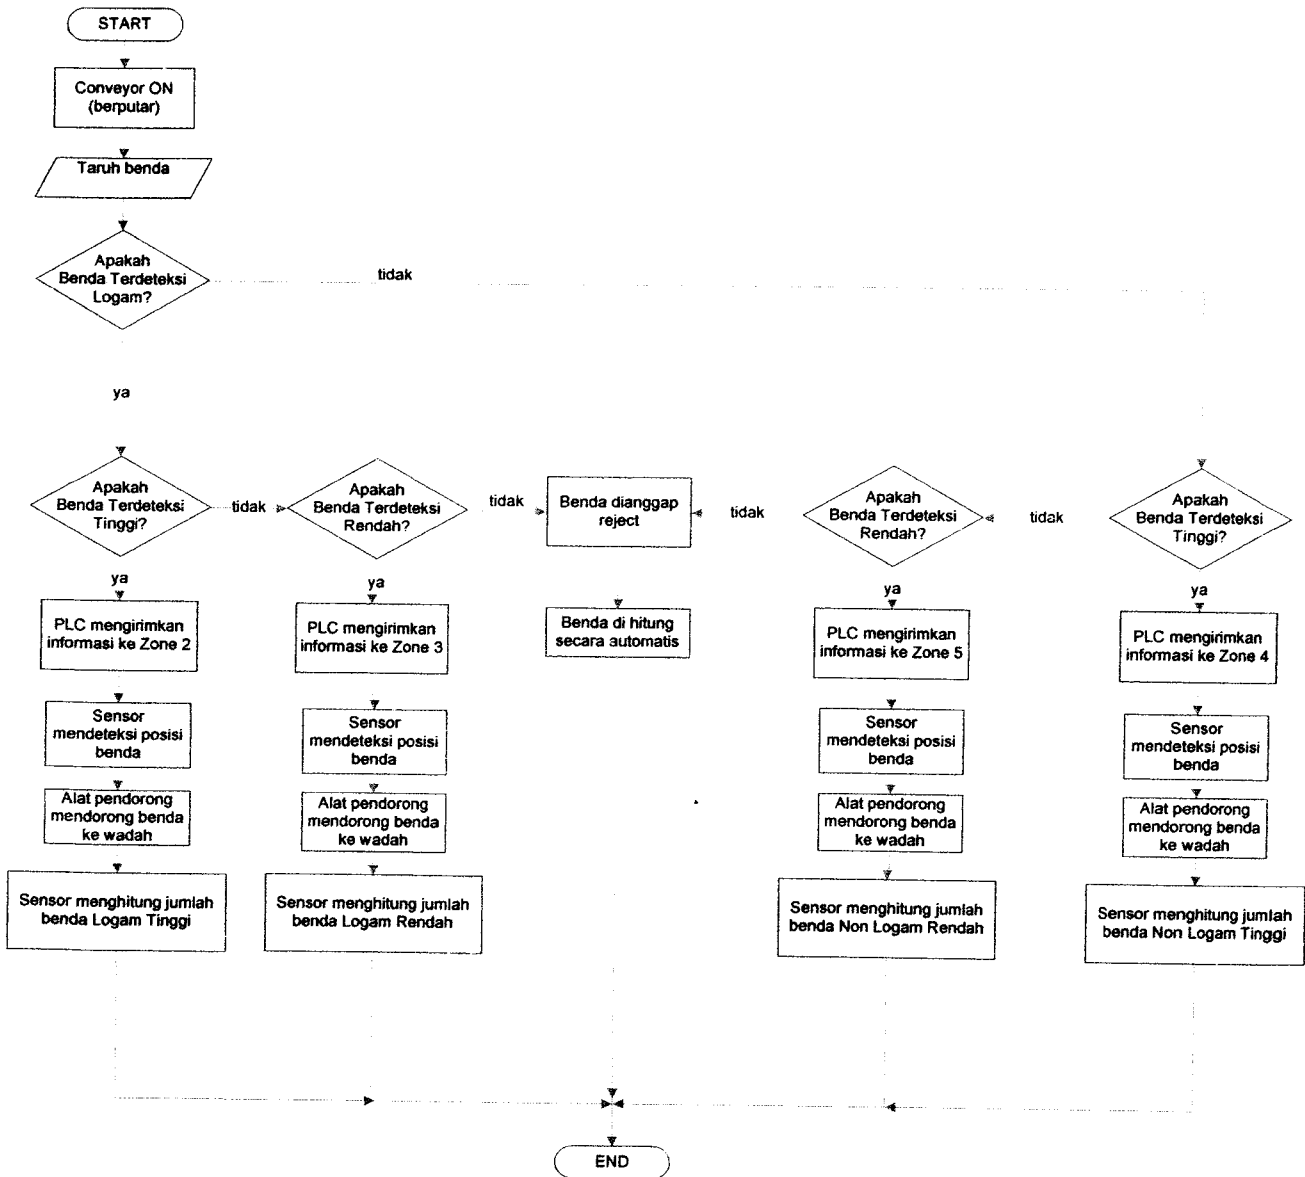 START
Conveyor ON
(berputar)
Taruh benda
Apakah
Benda Terdeteksi
Logam?
tidak
ya
Apakah
Benda Terdeteksi
Tinggi?
tidak
Apakah
Benda Terdeteksi
Rendah?
tidak
Benda dianggap
reject
tidak
Apakah
Benda Terdeteksi
Rendah?
tidak
Apakah
Benda Terdeteksi
Tinggi?
ya
ya
ya
ya
PLC mengirimkan
informasi ke Zone 2
PLC mengirimkan
informasi ke Zone 3
Benda di hitung
secara automatis
PLC mengirimkan
informasi ke Zone 5
PLC mengirimkan
informasi ke Zone 4
Sensor
mendeteksi posisi
benda
Sensor
mendeteksi posisi
benda
Sensor
mendeteksi posisi
benda
Sensor
mendeteksi posisi
benda
Alat pendorong
mendorong benda
ke wadah
Alat pendorong
mendorong benda
ke wadah
Alat pendorong
mendorong benda
ke wadah
Alat pendorong
mendorong benda
ke wadah
Sensor menghitung jumlah
benda Logam Tinggi
Sensor menghitung jumlah
benda Logam Rendah
Sensor menghitung jumlah
benda Non Logam Rendah
Sensor menghitung jumlah
benda Non Logam Tinggi
END